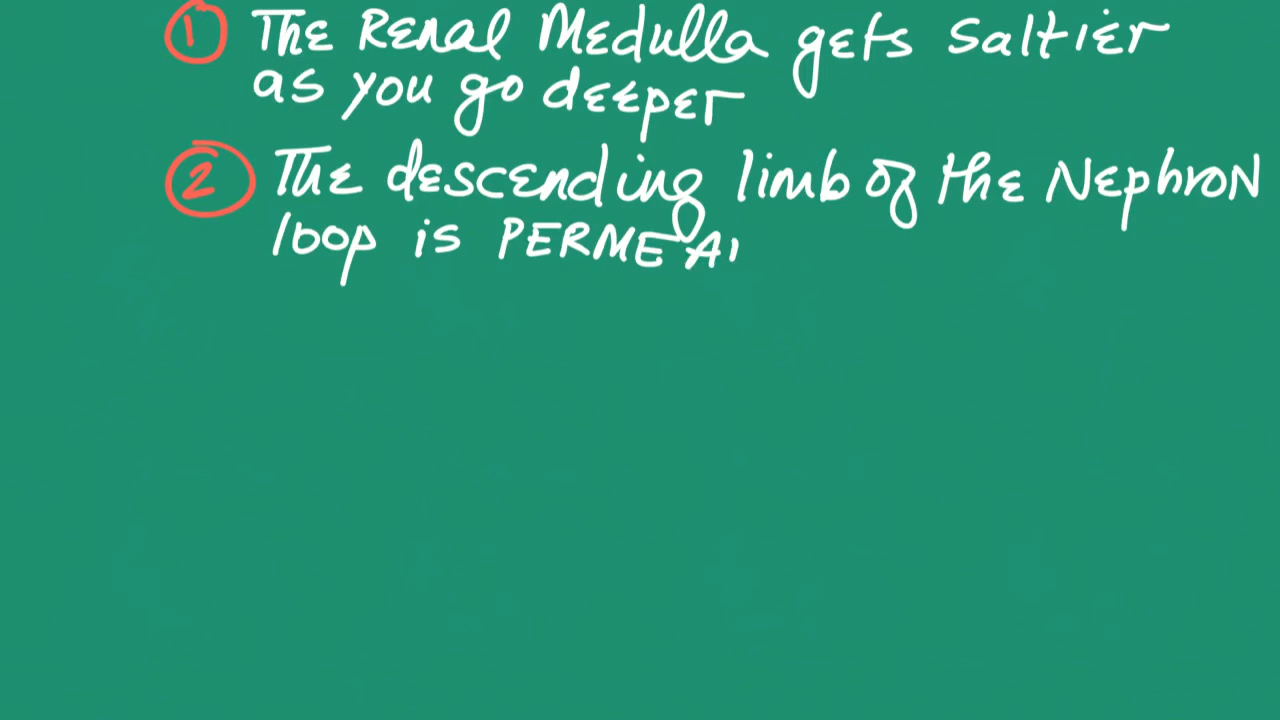 ① The Renal Medulla gets saltier
as you go deeper
② The descending limb of the Nephron
loop is PERMEA